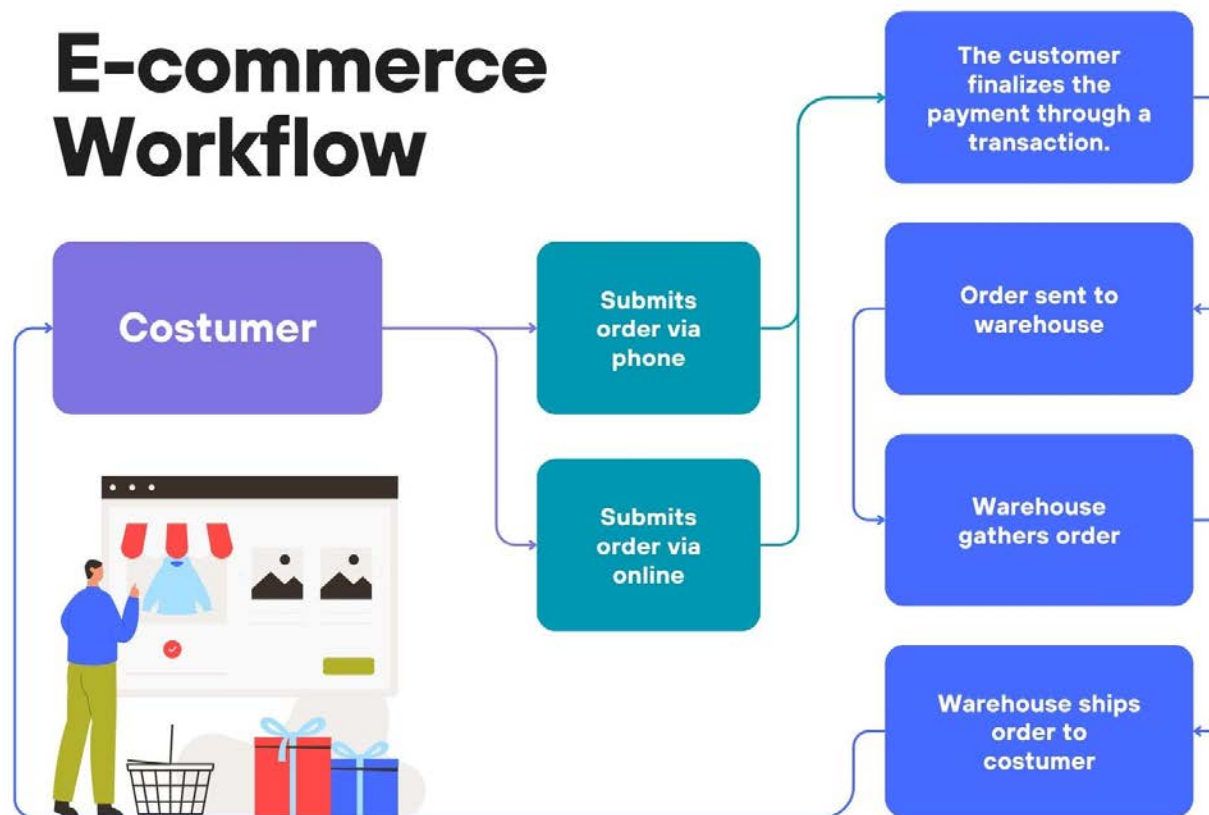 E-commerce
Workflow
Costumer
Submits
order via
phone
Submits
order via
online
The customer
finalizes the
payment through a
transaction.
Order sent to
warehouse
Warehouse
gathers order
Warehouse ships
order to
costumer